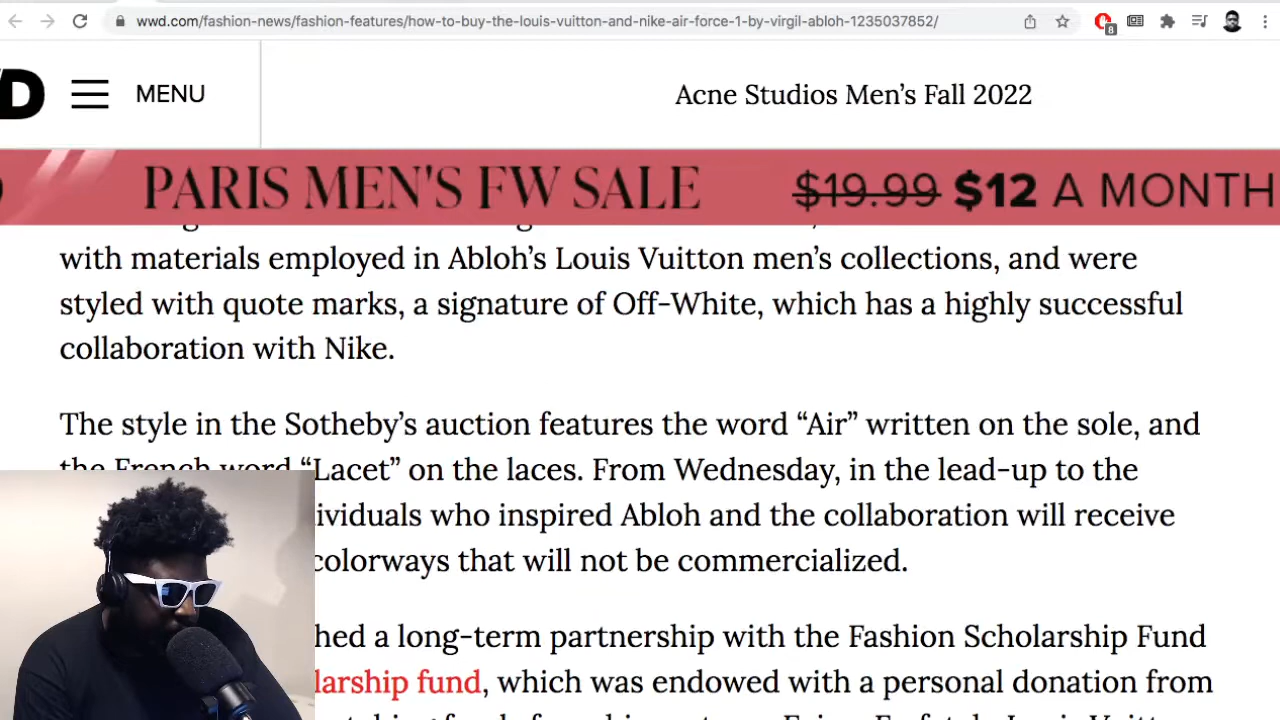 wwd.com/fashion-news/fashion-features/how-to-buy-the-louis-vuitton-and-nike-air-force-1-by-virgil-abloh-1235037852/
8
D
MENU
Acne Studios Men’s Fall 2022
PARIS MEN'S FW SALE $19.99 $12 A MONTH
with materials employed in Abloh’s Louis Vuitton men’s collections, and were
styled with quote marks, a signature of Off-White, which has a highly successful
collaboration with Nike.
The style in the Sotheby’s auction features the word “Air” written on the sole, and
the French word “Lacet” on the laces. From Wednesday, in the lead-up to the
ividuals who inspired Abloh and the collaboration will receive
colorways that will not be commercialized.
hed a long-term partnership with the Fashion Scholarship Fund
larship fund, which was endowed with a personal donation from